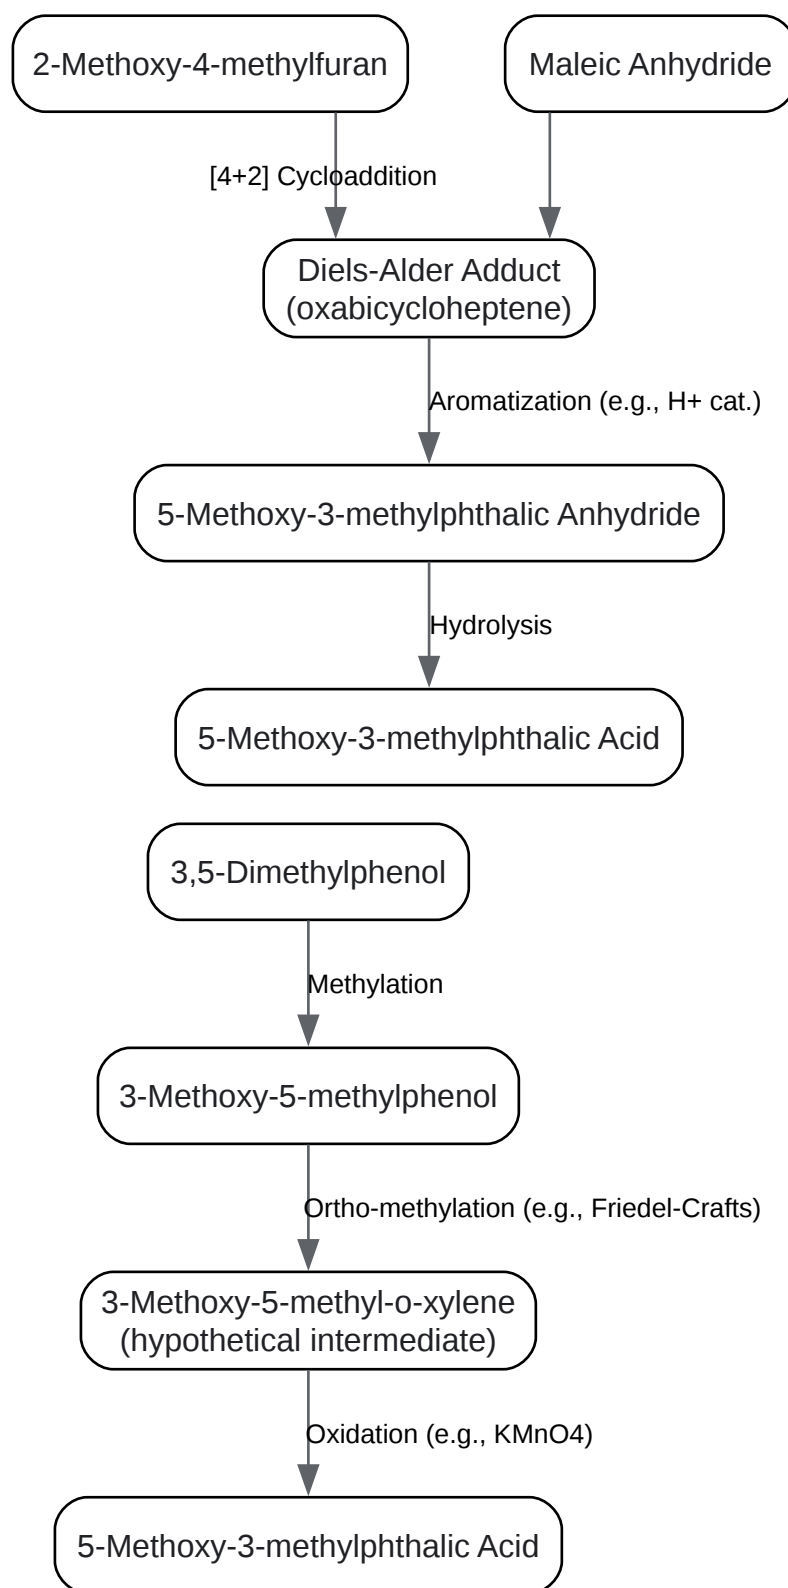 2-Methoxy-4-methylfuran
Maleic Anhydride
[4+2] Cycloaddition
Diels-Alder Adduct
(oxabicycloheptene)
Aromatization (e.g., H+ cat.)
5-Methoxy-3-methylphthalic Anhydride
Hydrolysis
5-Methoxy-3-methylphthalic Acid
3,5-Dimethylphenol
Methylation
3-Methoxy-5-methylphenol
Ortho-methylation (e.g., Friedel-Crafts)
3-Methoxy-5-methyl-o-xylene
(hypothetical intermediate)
Oxidation (e.g., KMnO4)
5-Methoxy-3-methylphthalic Acid